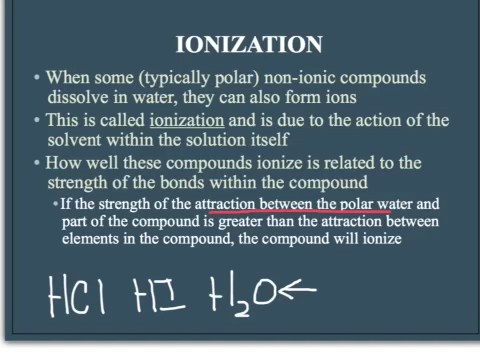 IONIZATION
• When some (typically polar) non-ionic compounds
dissolve in water, they can also form ions
• This is called ionization and is due to the action of the
solvent within the solution itself
• How well these compounds ionize is related to the
strength of the bonds within the compound
• If the strength of the attraction between the polar water and
part of the compound is greater than the attraction between
elements in the compound, the compound will ionize
HCl HI H₂O←